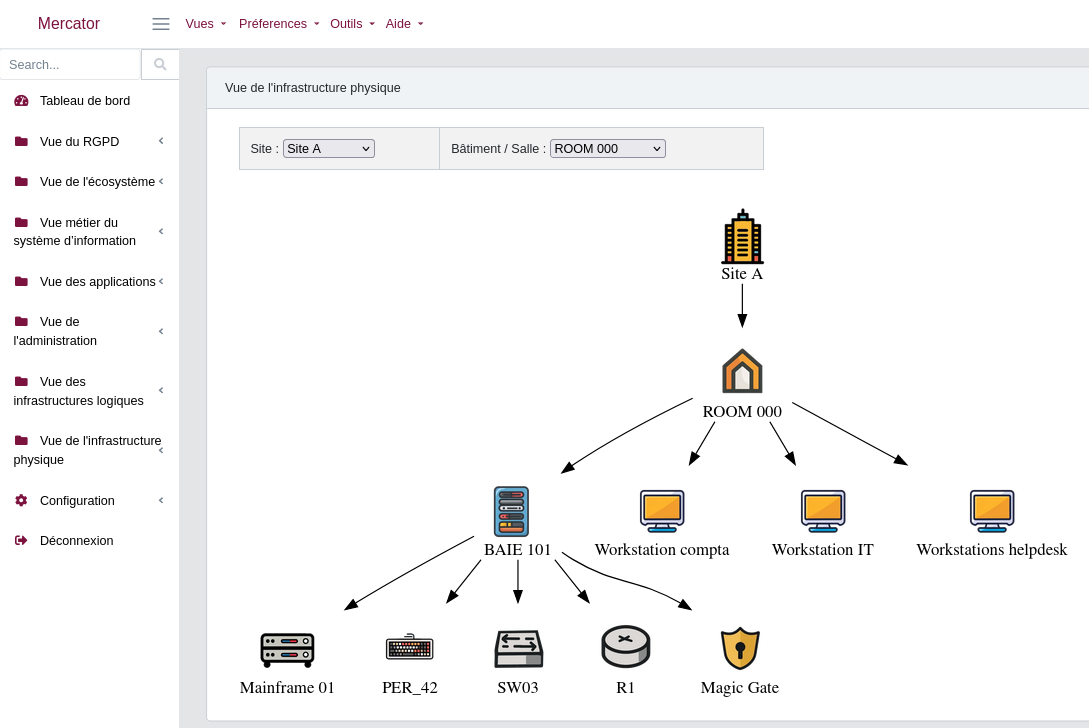 Mercator
Vues Préferences Outils Aide
Search...
Tableau de bord
Vue du RGPD
Vue de l'écosystème
Vue métier du
système d'information
Vue des applications
Vue de
l'administration
Vue des
infrastructures logiques
Vue de l'infrastructure
physique
Configuration
Déconnexion
Vue de l'infrastructure physique
Site : Site A Bâtiment / Salle : ROOM 000
Site A
ROOM 000
BAIE 101 Workstation compta Workstation IT Workstations helpdesk
Mainframe 01 PER_42 SW03 R1 Magic Gate